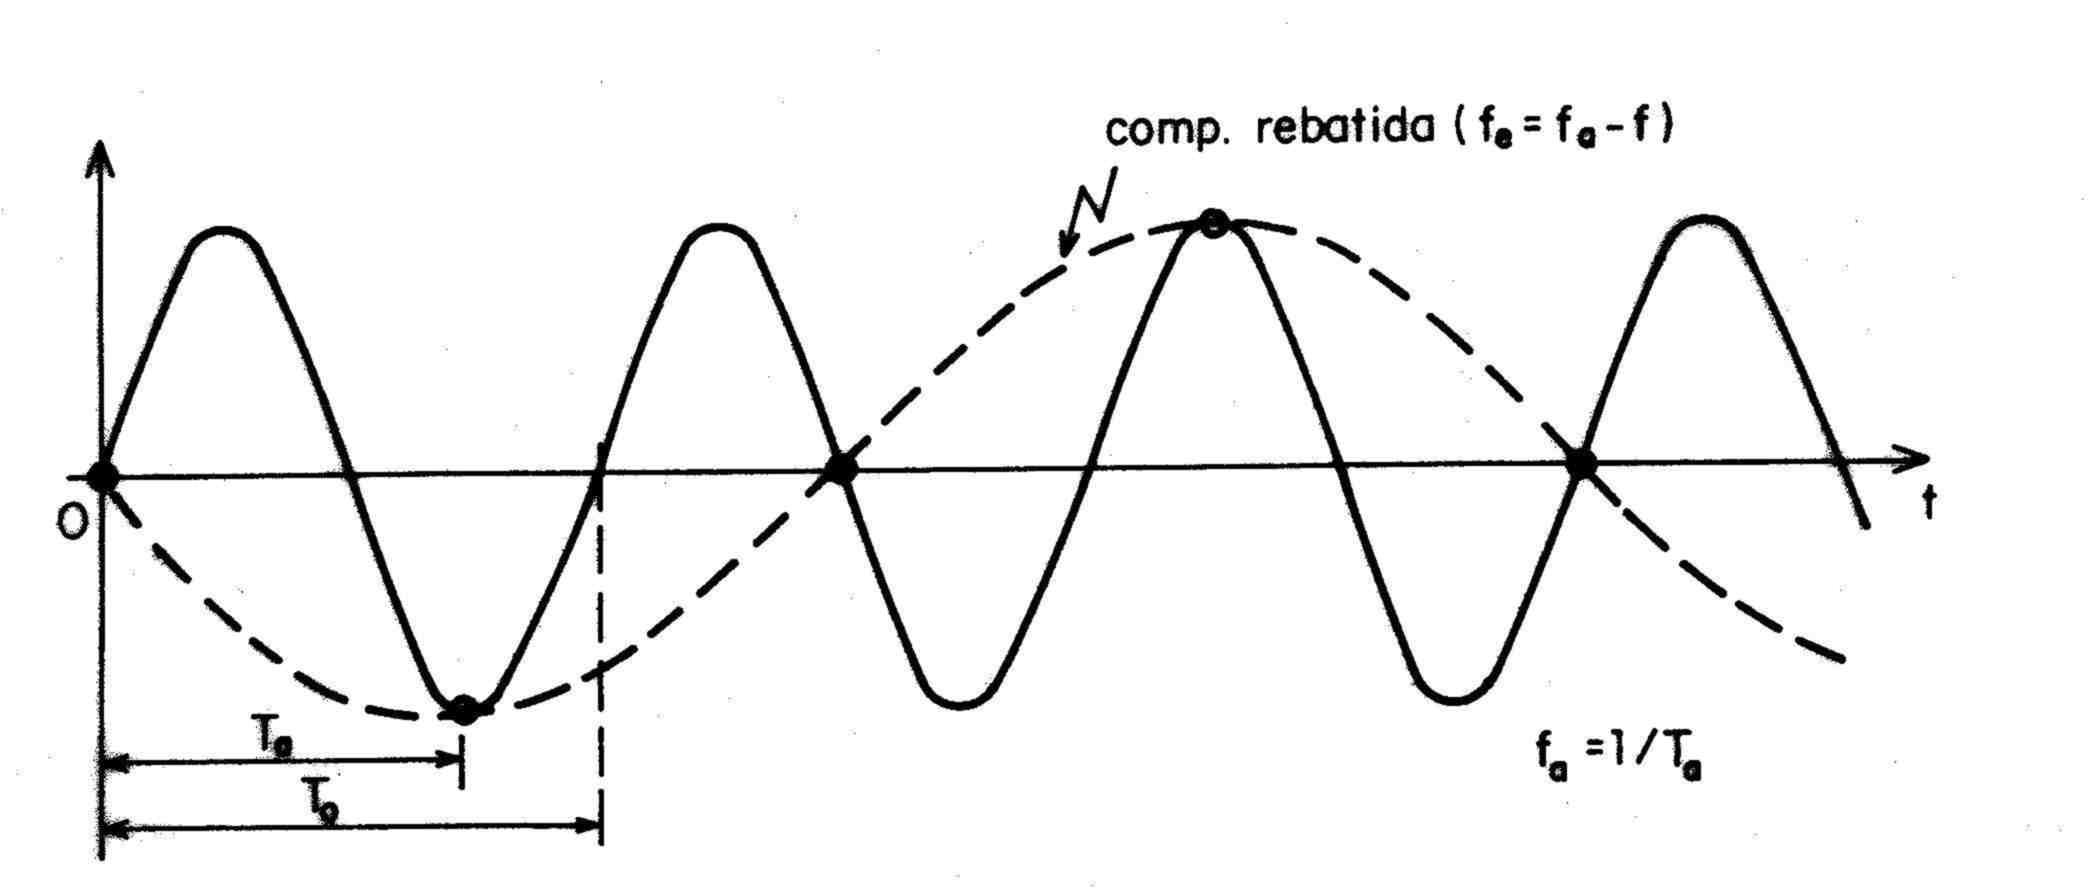 comp. rebatida (fₑ = fₐ - f)
O
t
Tₐ
fₐ = 1/Tₐ
T₀